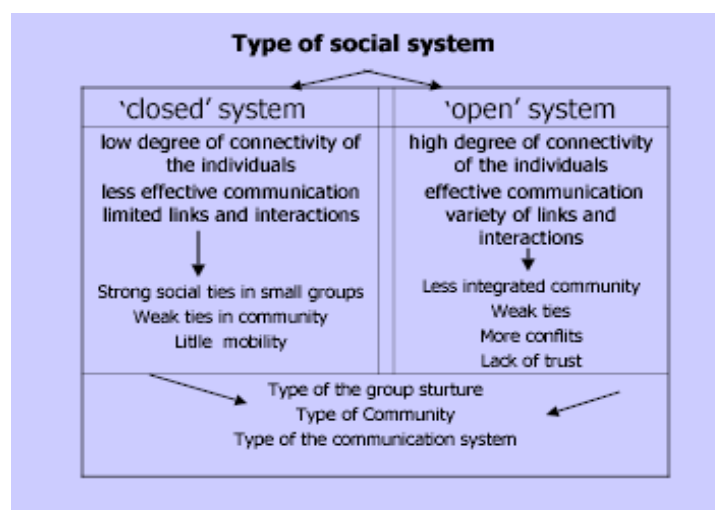 Type of social system
‘closed’ system
low degree of connectivity of
the individuals
less effective communication
limited links and interactions
Strong social ties in small groups
Weak ties in community
Little mobility
‘open’ system
high degree of connectivity
of the individuals
effective communication
variety of links and
interactions
Less integrated community
Weak ties
More conflits
Lack of trust
Type of the group sturture
Type of Community
Type of the communication system